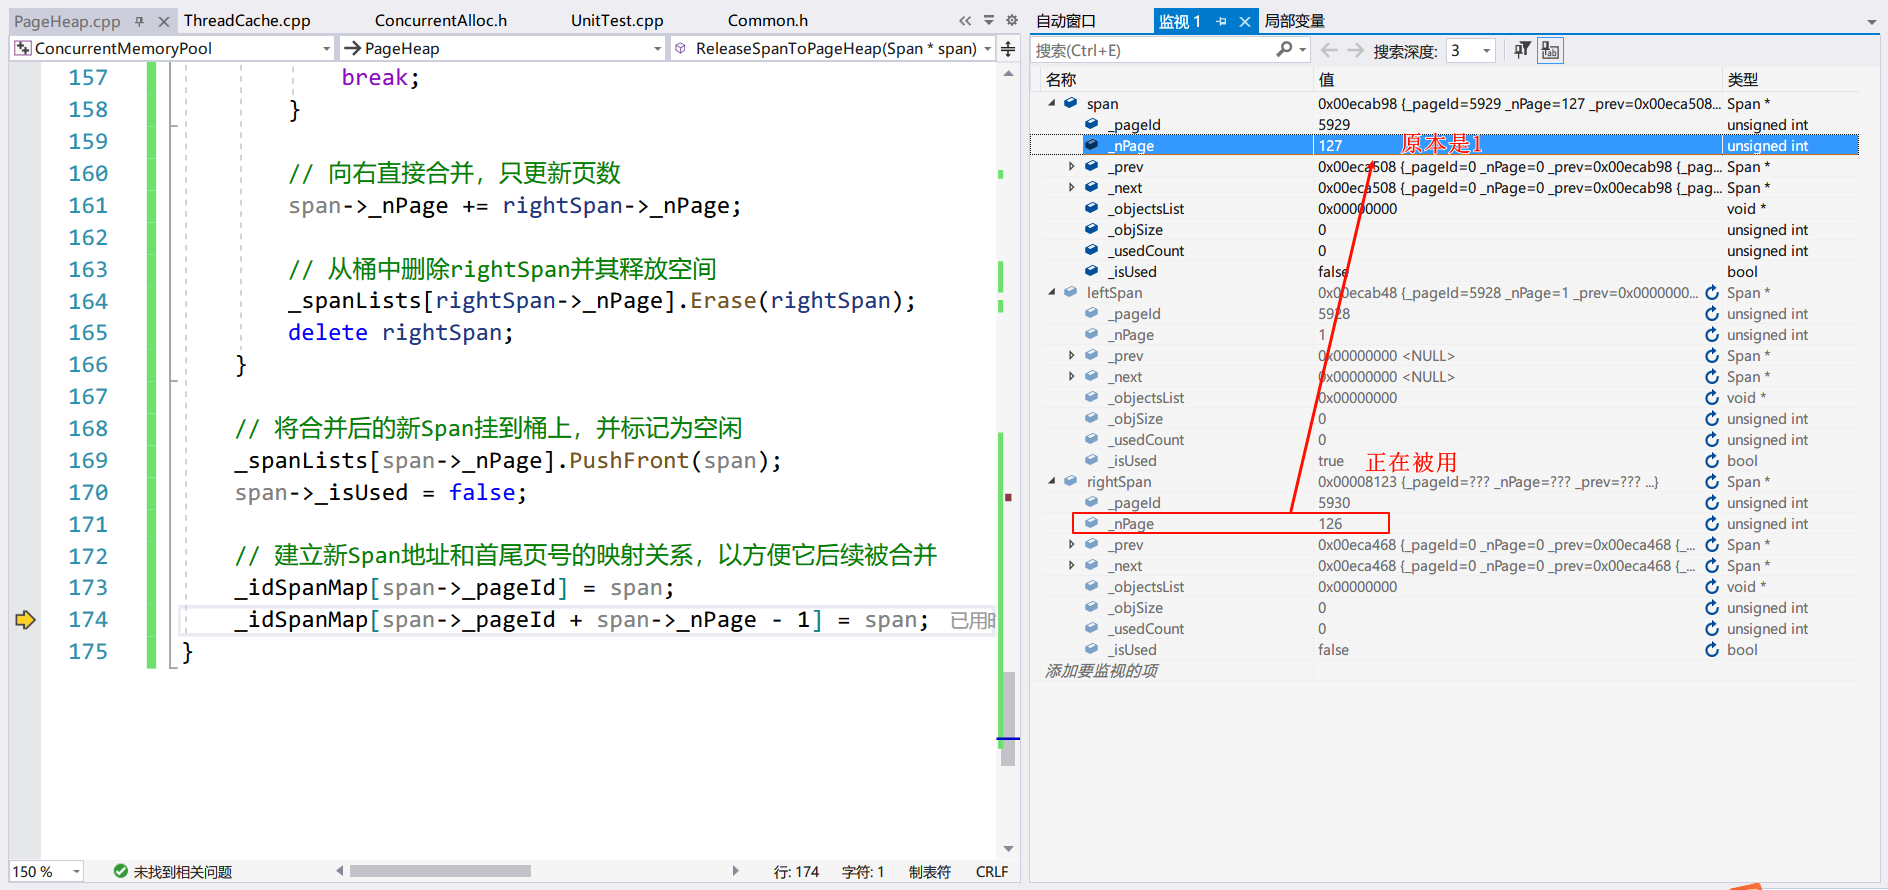 PageHeap.cpp ThreadCache.cpp ConcurrentAlloc.h UnitTest.cpp Common.h
ConcurrentMemoryPool PageHeap ReleaseSpanToPageHeap(Span * span)
157 break;
158 }
159
160 // 向右直接合并，只更新页数
161 span->_nPage += rightSpan->_nPage;
162
163 // 从桶中删除rightSpan并其释放空间
164 _spanLists[rightSpan->_nPage].Erase(rightSpan);
165 delete rightSpan;
166 }
167
168 // 将合并后的新Span挂到桶上，并标记为空闲
169 _spanLists[span->_nPage].PushFront(span);
170 span->_isUsed = false;
171
172 // 建立新Span地址和首尾页号的映射关系，以方便它后续被合并
173 _idSpanMap[span->_pageId] = span;
174 _idSpanMap[span->_pageId + span->_nPage - 1] = span; 已用
175 }
150 % 未找到相关问题 行: 174 字符: 1 制表符 CRLF
自动窗口 监视 1 局部变量
搜索(Ctrl+E) 搜索深度: 3
名称 值 类型
span 0x00ecab98 {_pageId=5929 _nPage=127 _prev=0x00eca508... Span *
_pageId 5929 unsigned int
_nPage 127 原本是1 unsigned int
_prev 0x00eca508 {_pageId=0 _nPage=0 _prev=0x00ecab98 {_pag... Span *
_next 0x00eca508 {_pageId=0 _nPage=0 _prev=0x00ecab98 {_pag... Span *
_objectsList 0x00000000 void *
_objSize 0 unsigned int
_usedCount 0 unsigned int
_isUsed false bool
leftSpan 0x00ecab48 {_pageId=5928 _nPage=1 _prev=0x0000000... Span *
_pageId 5928 unsigned int
_nPage 1 unsigned int
_prev 0x00000000 <NULL> Span *
_next 0x00000000 <NULL> Span *
_objectsList 0x00000000 void *
_objSize 0 unsigned int
_usedCount 0 unsigned int
_isUsed true 正在被用 bool
rightSpan 0x00008123 {_pageId=??? _nPage=??? _prev=??? ...} Span *
_pageId 5930 unsigned int
_nPage 126 unsigned int
_prev 0x00eca468 {_pageId=0 _nPage=0 _prev=0x00eca468 {_... Span *
_next 0x00eca468 {_pageId=0 _nPage=0 _prev=0x00eca468 {_... Span *
_objectsList 0x00000000 void *
_objSize 0 unsigned int
_usedCount 0 unsigned int
_isUsed false bool
添加要监视的项